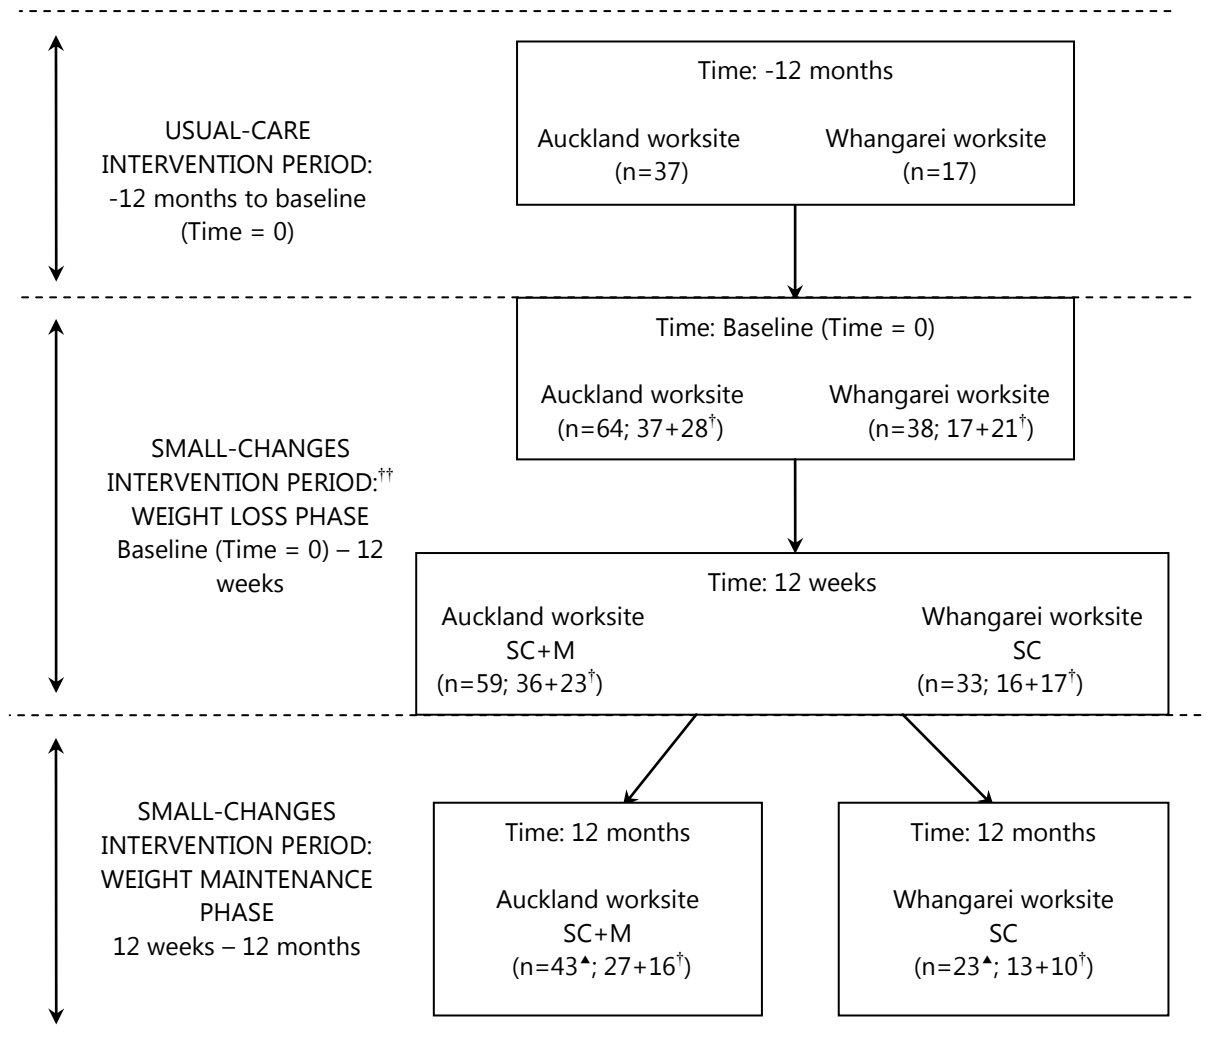 USUAL-CARE
INTERVENTION PERIOD:
-12 months to baseline
(Time = 0)
Time: -12 months
Auckland worksite
(n=37)
Whangarei worksite
(n=17)
SMALL-CHANGES
INTERVENTION PERIOD:††
WEIGHT LOSS PHASE
Baseline (Time = 0) – 12
weeks
Time: Baseline (Time = 0)
Auckland worksite
(n=64; 37+28†)
Whangarei worksite
(n=38; 17+21†)
Time: 12 weeks
Auckland worksite
SC+M
(n=59; 36+23†)
Whangarei worksite
SC
(n=33; 16+17†)
SMALL-CHANGES
INTERVENTION PERIOD:
WEIGHT MAINTENANCE
PHASE
12 weeks – 12 months
Time: 12 months
Auckland worksite
SC+M
(n=43▲; 27+16†)
Time: 12 months
Whangarei worksite
SC
(n=23▲; 13+10†)